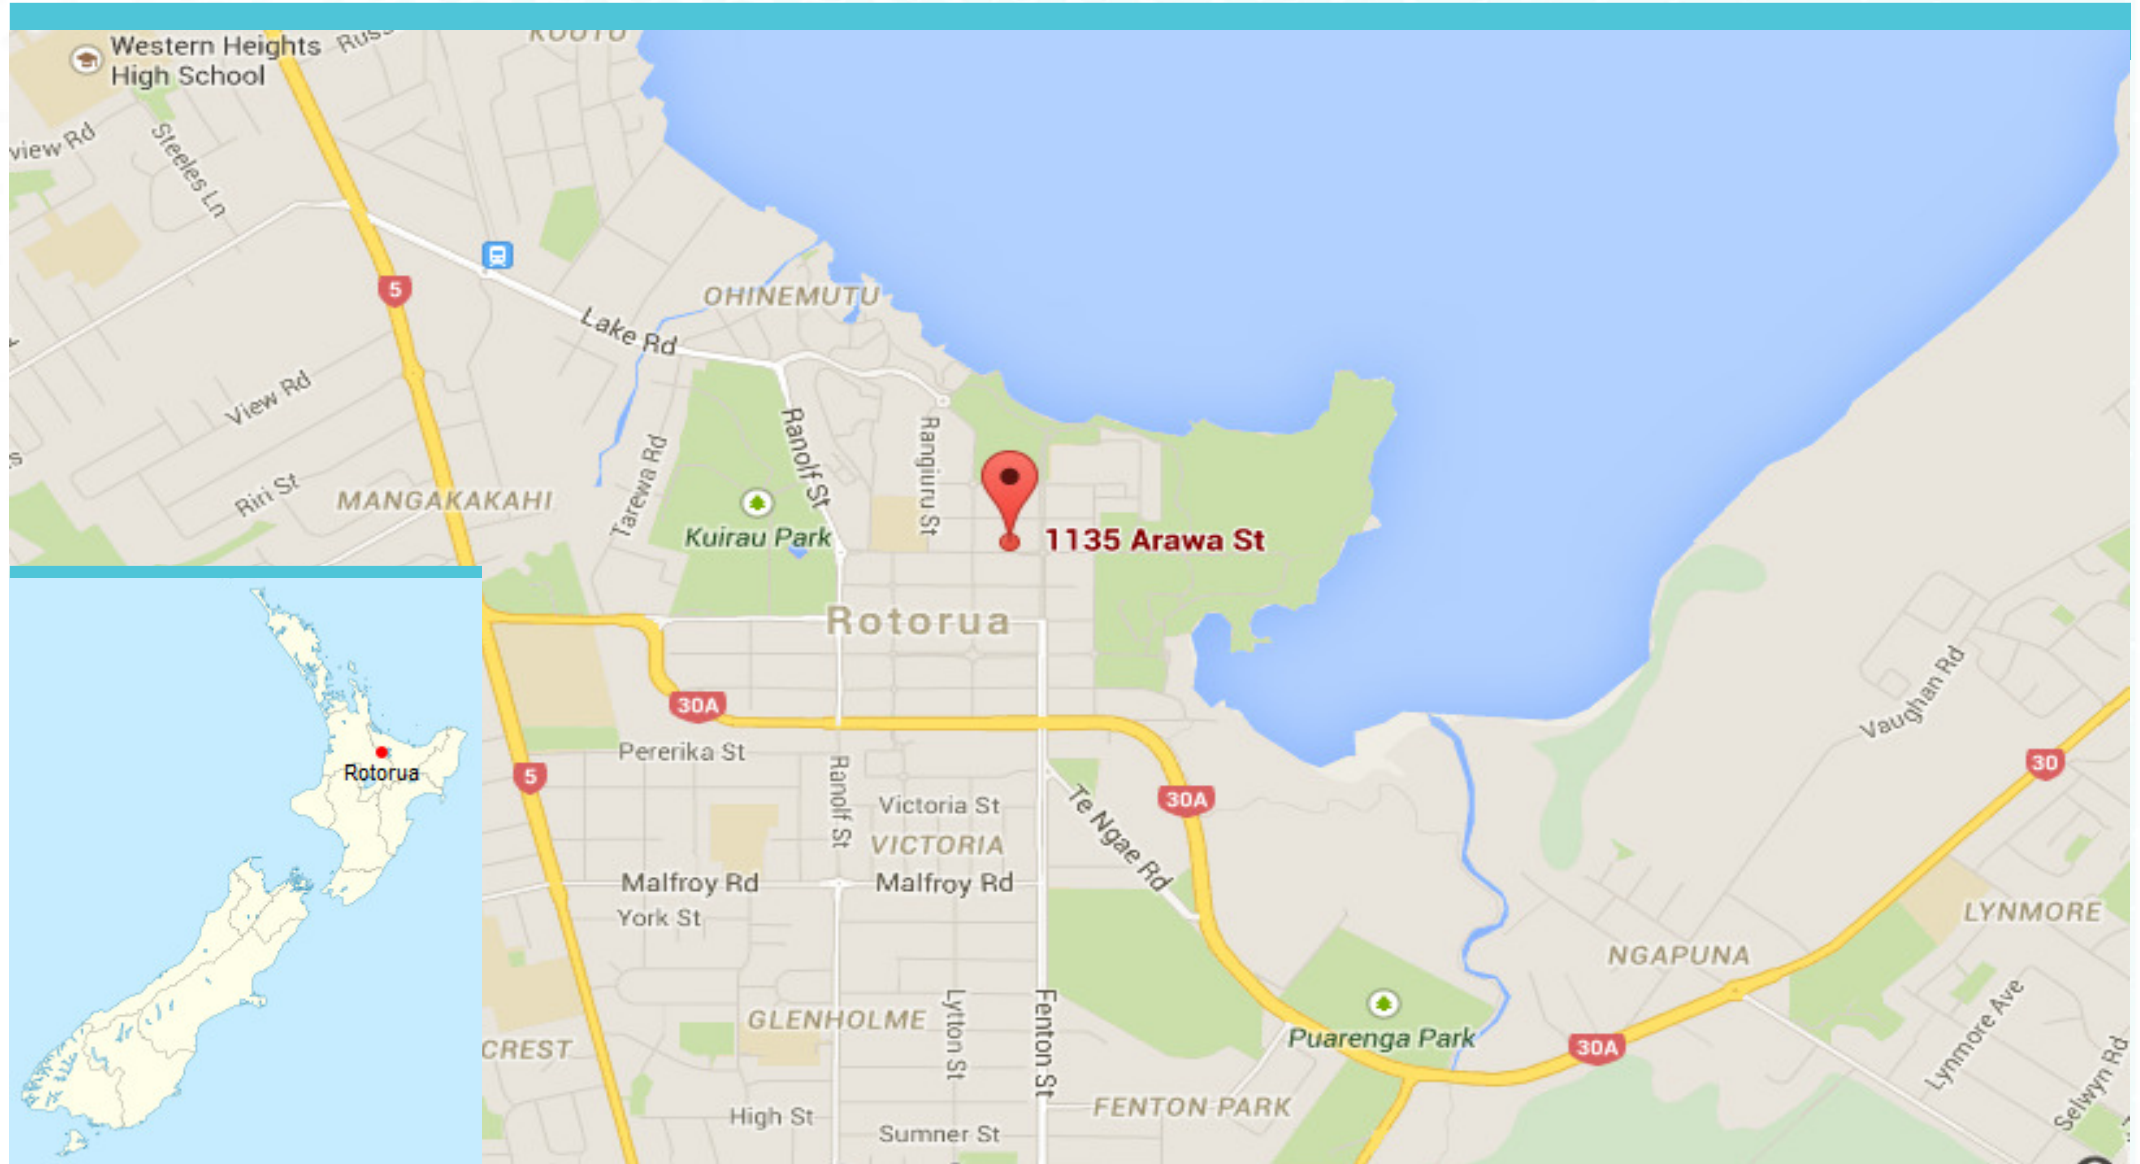 KOUTU
Western Heights
High School
Russ
view Rd
Steeles Ln
5
OHINEMUTU
Lake Rd
View Rd
Ranolf St
Rangiuru St
Tarewa Rd
Riri St
MANGAKAKAHI
Kuirau Park
1135 Arawa St
Rotorua
Vaughan Rd
30A
Pererika St
5
30
Rotorua
Ranolf St
30A
Te Ngae Rd
Victoria St
VICTORIA
Malfroy Rd
Malfroy Rd
York St
LYNMORE
NGAPUNA
GLENHOLME
Lytton St
Fenton St
Puarenga Park
Lynmore Ave
CREST
30A
Selwyn Rd
High St
FENTON PARK
Sumner St